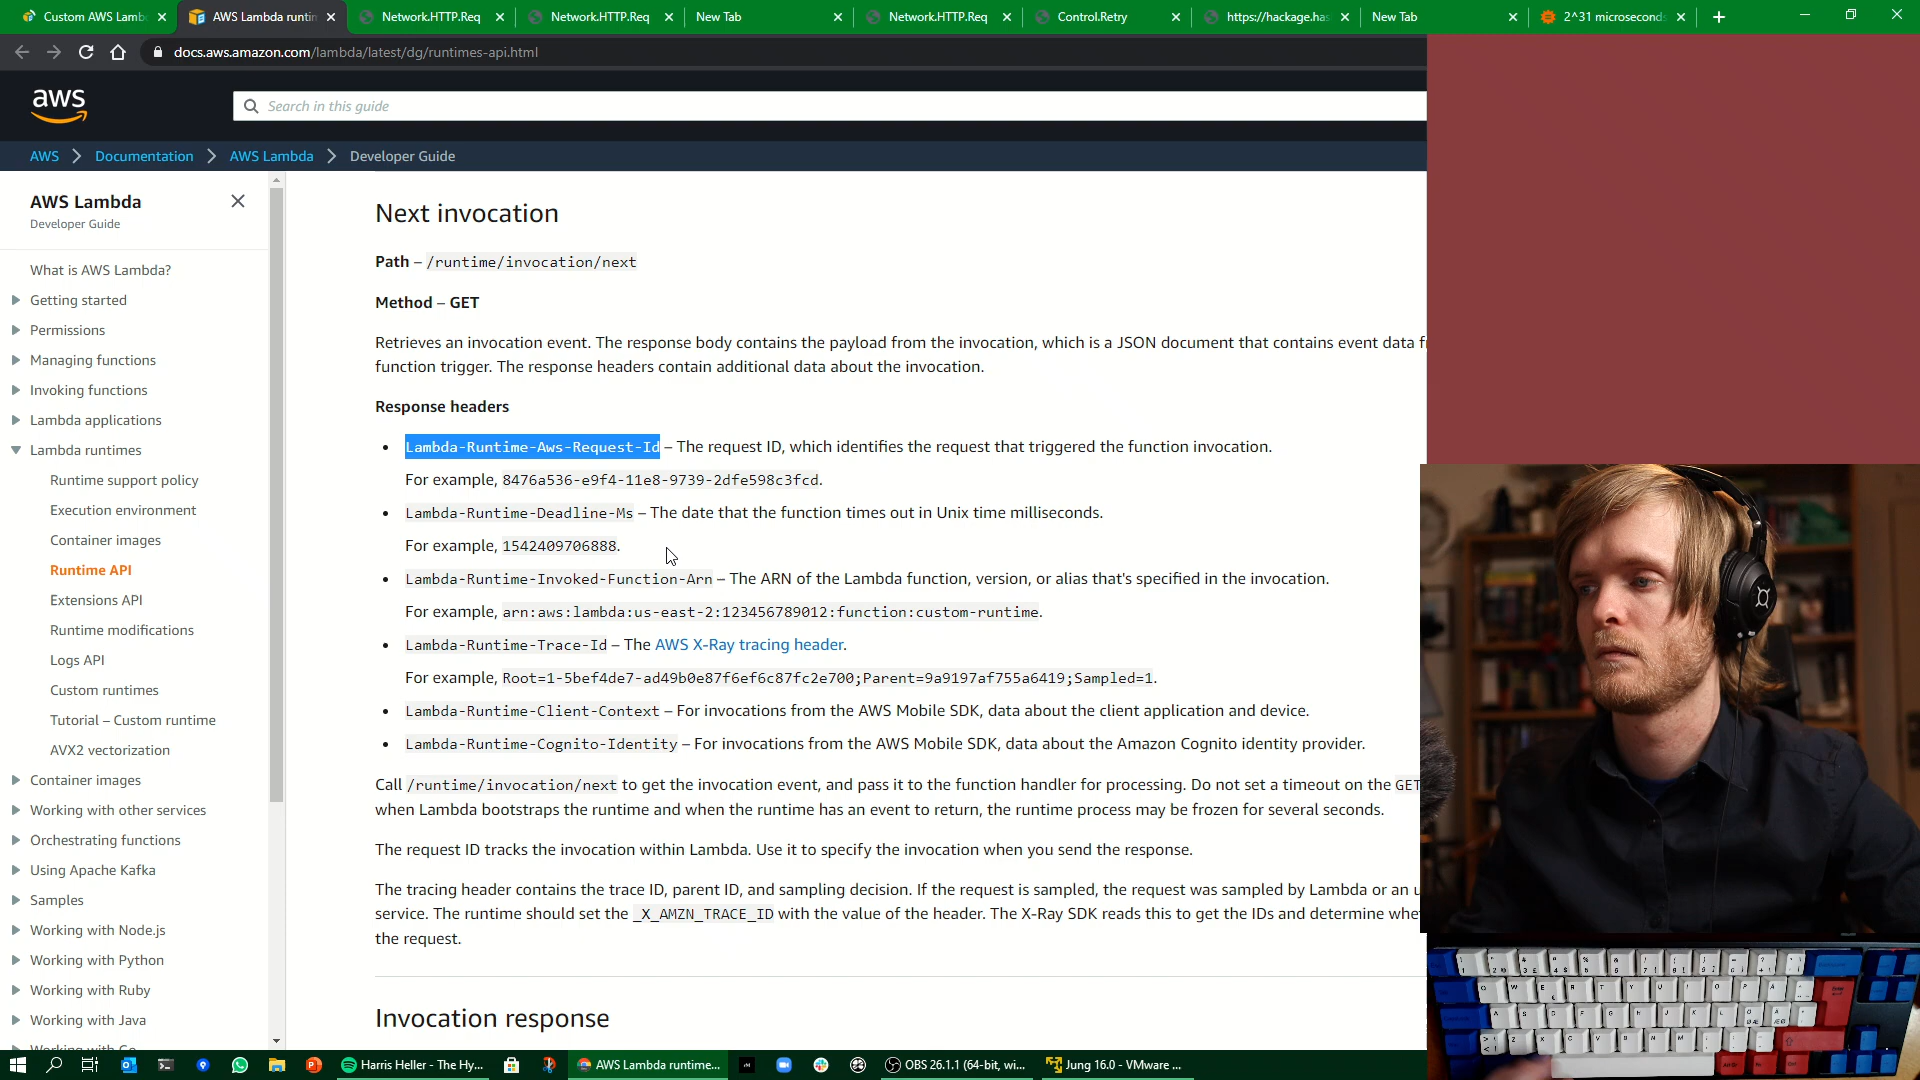 Custom AWS Lamb
AWS Lambda runtim
Network.HTTP.Req
Network.HTTP.Req
New Tab
Network.HTTP.Req
Control.Retry
https://hackage.has
New Tab
2^31 microseconds
docs.aws.amazon.com/lambda/latest/dg/runtimes-api.html
aws
Search in this guide
AWS > Documentation > AWS Lambda > Developer Guide
AWS Lambda
Developer Guide
What is AWS Lambda?
Getting started
Permissions
Managing functions
Invoking functions
Lambda applications
Lambda runtimes
Runtime support policy
Execution environment
Container images
Runtime API
Extensions API
Runtime modifications
Logs API
Custom runtimes
Tutorial – Custom runtime
AVX2 vectorization
Container images
Working with other services
Orchestrating functions
Using Apache Kafka
Samples
Working with Node.js
Working with Python
Working with Ruby
Working with Java
Working with Go
Next invocation
Path – /runtime/invocation/next
Method – GET
Retrieves an invocation event. The response body contains the payload from the invocation, which is a JSON document that contains event data f
function trigger. The response headers contain additional data about the invocation.
Response headers
• Lambda-Runtime-Aws-Request-Id – The request ID, which identifies the request that triggered the function invocation.
For example, 8476a536-e9f4-11e8-9739-2dfe598c3fcd.
• Lambda-Runtime-Deadline-Ms – The date that the function times out in Unix time milliseconds.
For example, 1542409706888.
• Lambda-Runtime-Invoked-Function-Arn – The ARN of the Lambda function, version, or alias that's specified in the invocation.
For example, arn:aws:lambda:us-east-2:123456789012:function:custom-runtime.
• Lambda-Runtime-Trace-Id – The AWS X-Ray tracing header.
For example, Root=1-5bef4de7-ad49b0e87f6ef6c87fc2e700;Parent=9a9197af755a6419;Sampled=1.
• Lambda-Runtime-Client-Context – For invocations from the AWS Mobile SDK, data about the client application and device.
• Lambda-Runtime-Cognito-Identity – For invocations from the AWS Mobile SDK, data about the Amazon Cognito identity provider.
Call /runtime/invocation/next to get the invocation event, and pass it to the function handler for processing. Do not set a timeout on the GET
when Lambda bootstraps the runtime and when the runtime has an event to return, the runtime process may be frozen for several seconds.
The request ID tracks the invocation within Lambda. Use it to specify the invocation when you send the response.
The tracing header contains the trace ID, parent ID, and sampling decision. If the request is sampled, the request was sampled by Lambda or an u
service. The runtime should set the _X_AMZN_TRACE_ID with the value of the header. The X-Ray SDK reads this to get the IDs and determine whe
the request.
Invocation response
Harris Heller - The Hy...
AWS Lambda runtime...
OBS 26.1.1 (64-bit, wi...
Jung 16.0 - VMware ...